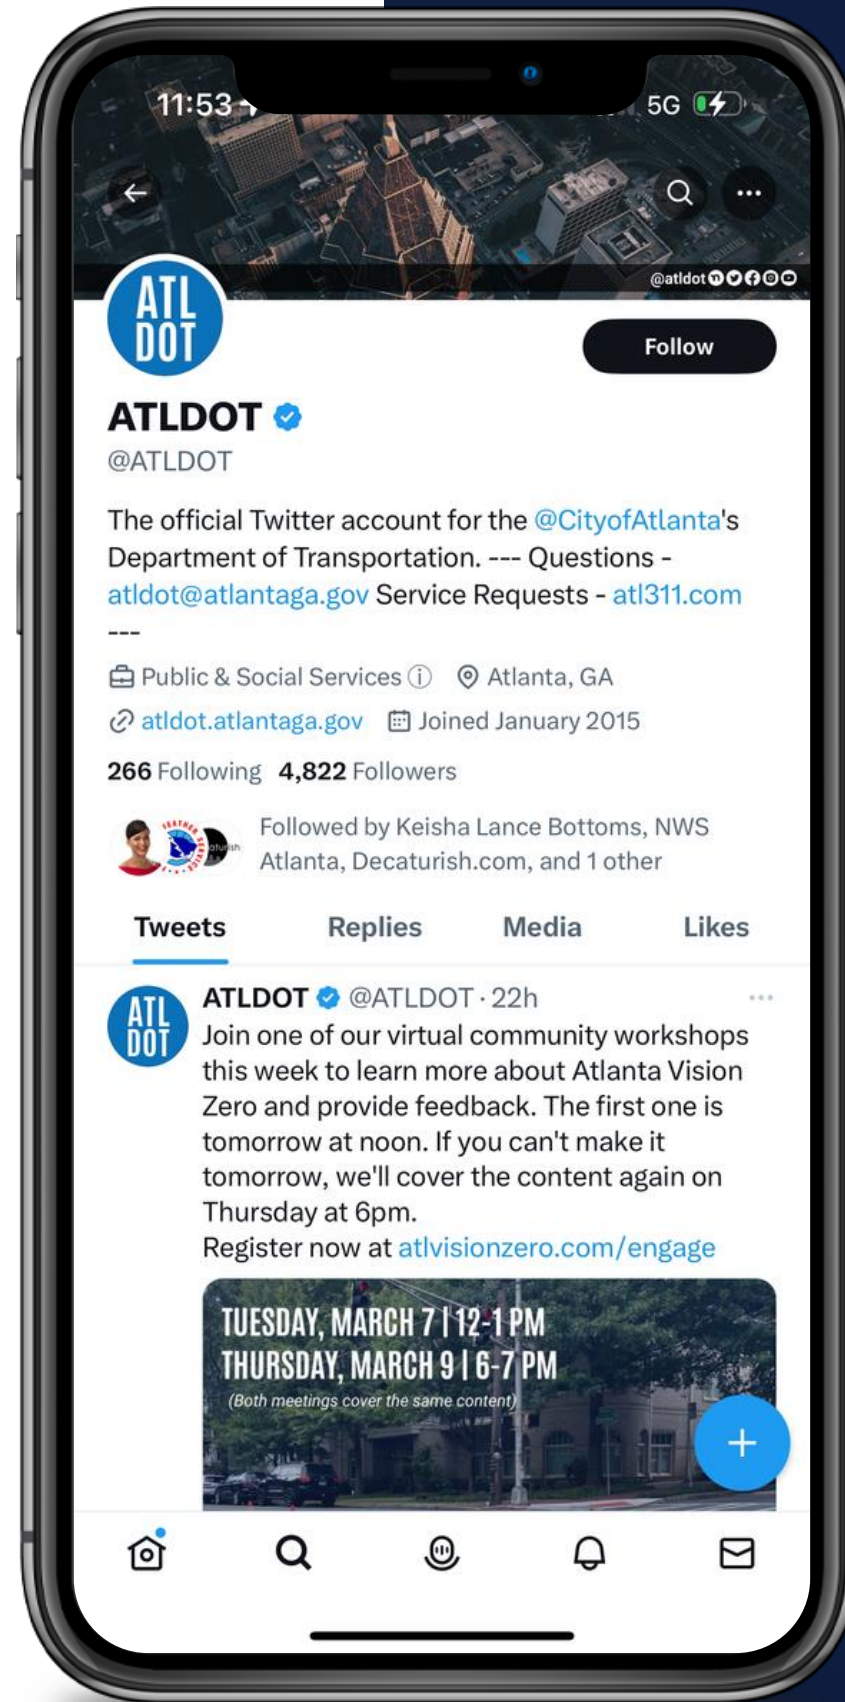 11:53
5G
@atldot
ATL
DOT
Follow
ATLDOT
@ATLDOT
The official Twitter account for the @CityofAtlanta's
Department of Transportation. --- Questions -
atldot@atlantaga.gov Service Requests - atl311.com
---
Public & Social Services Atlanta, GA
atldot.atlantaga.gov Joined January 2015
266 Following 4,822 Followers
Followed by Keisha Lance Bottoms, NWS
Atlanta, Decaturish.com, and 1 other
Tweets Replies Media Likes
ATL
DOT
ATLDOT @ATLDOT · 22h
Join one of our virtual community workshops
this week to learn more about Atlanta Vision
Zero and provide feedback. The first one is
tomorrow at noon. If you can't make it
tomorrow, we'll cover the content again on
Thursday at 6pm.
Register now at atlvisionzero.com/engage
TUESDAY, MARCH 7 | 12-1 PM
THURSDAY, MARCH 9 | 6-7 PM
(Both meetings cover the same content)